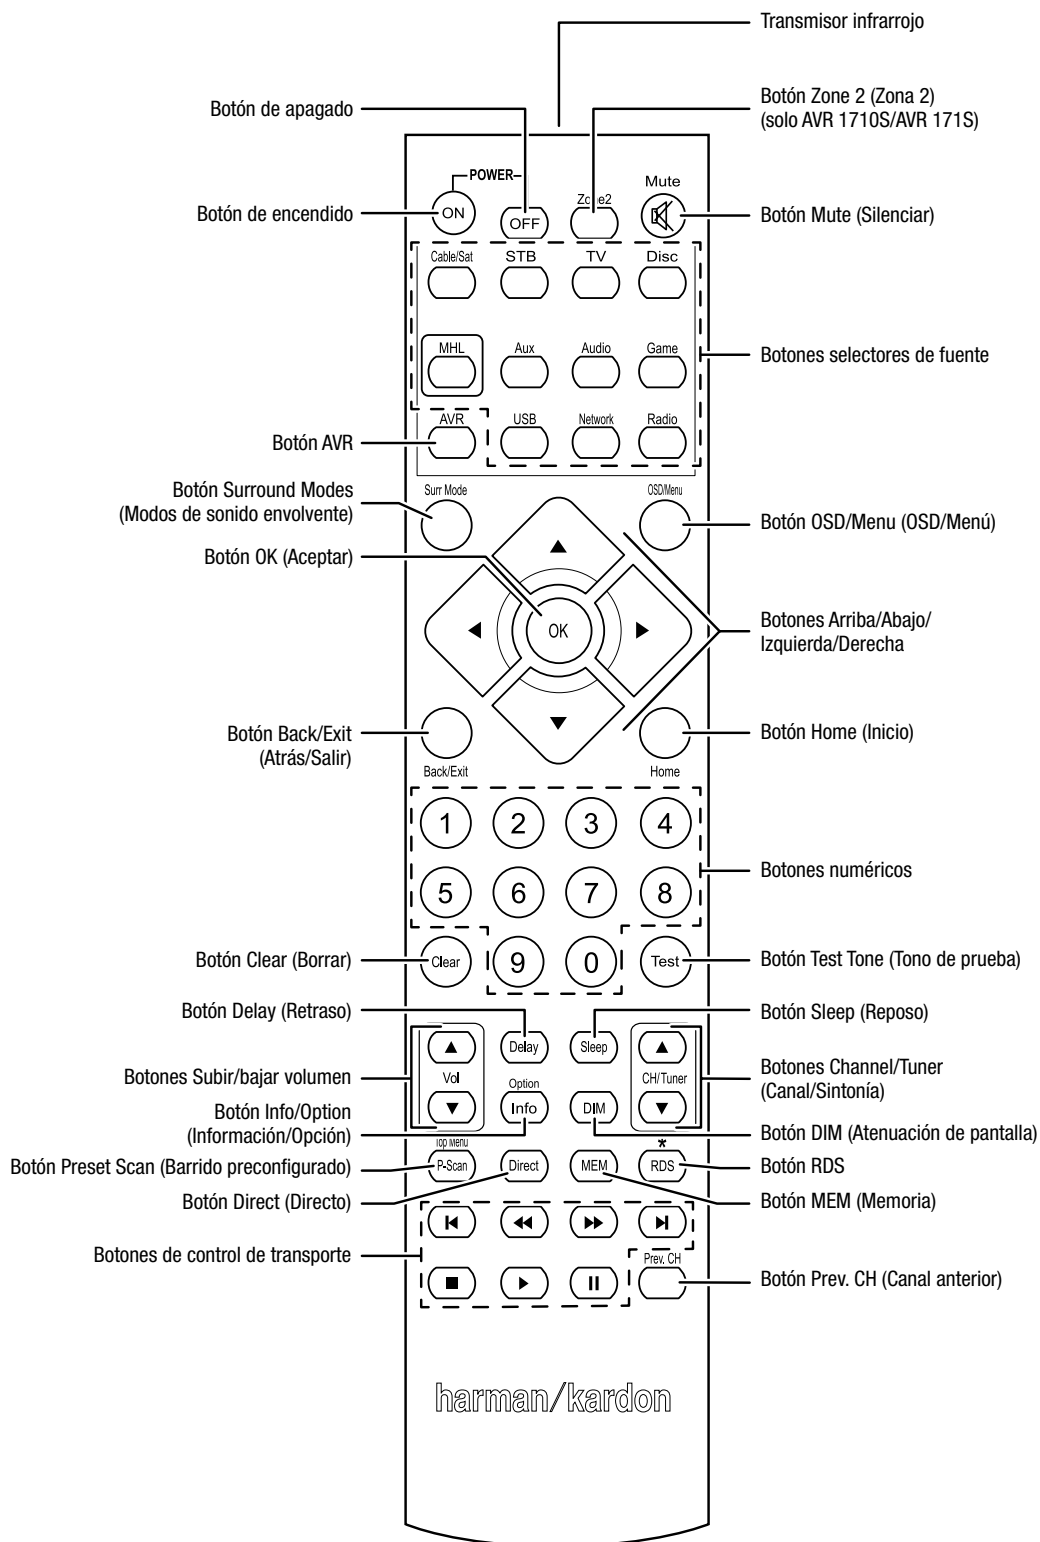 Transmisor infrarrojo
Botón Zone 2 (Zona 2)
(solo AVR 1710S/AVR 171S)
Botón de apagado
POWER
Mute
Zone2
Botón de encendido
ON
OFF
Botón Mute (Silenciar)
Cable/Sat
STB
TV
Disc
MHL
Aux
Audio
Game
Botones selectores de fuente
AVR
USB
Network
Radio
Botón AVR
Surr Mode
OSD/Menu
Botón Surround Modes
(Modos de sonido envolvente)
Botón OSD/Menu (OSD/Menú)
Botón OK (Aceptar)
OK
Botones Arriba/Abajo/
Izquierda/Derecha
Botón Back/Exit
(Atrás/Salir)
Botón Home (Inicio)
Back/Exit
Home
1 2 3 4
Botones numéricos
5 6 7 8
Botón Clear (Borrar)
Clear
9 0
Test
Botón Test Tone (Tono de prueba)
Botón Delay (Retraso)
Botón Sleep (Reposo)
Delay
Sleep
Botones Subir/bajar volumen
Vol
Option
CH/Tuner
Botones Channel/Tuner
(Canal/Sintonía)
Botón Info/Option
(Información/Opción)
Info
DIM
Botón DIM (Atenuación de pantalla)
Top Menu
*
Botón Preset Scan (Barrido preconfigurado)
P-Scan
Direct
MEM
RDS
Botón RDS
Botón Direct (Directo)
Botón MEM (Memoria)
Botones de control de transporte
Prev. CH
Botón Prev. CH (Canal anterior)
harman/kardon